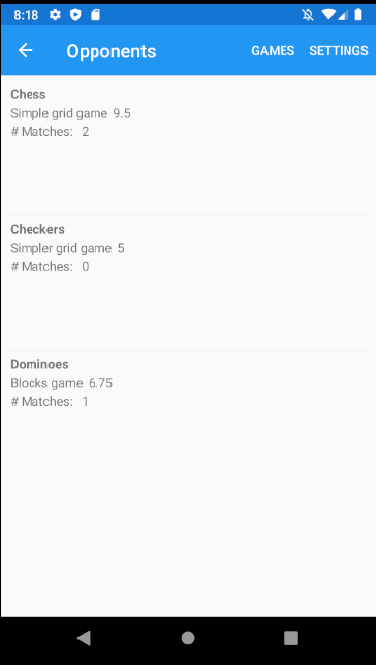 8:18
Opponents GAMES SETTINGS
Chess
Simple grid game 9.5
# Matches: 2
Checkers
Simpler grid game 5
# Matches: 0
Dominoes
Blocks game 6.75
# Matches: 1